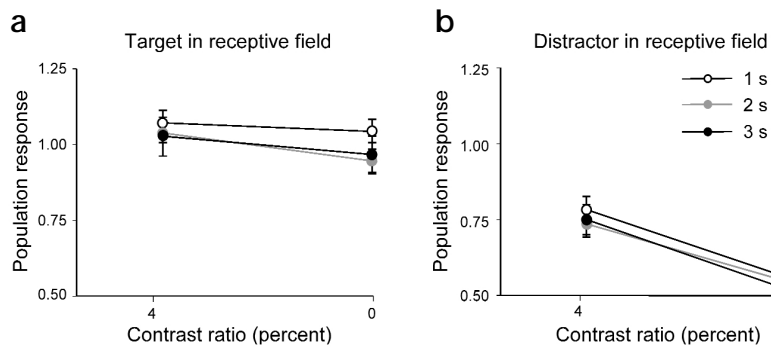 a
Target in receptive field
1.25
1.00
0.75
0.50
Population response
4
0
Contrast ratio (percent)
b
Distractor in receptive field
1 s
2 s
3 s
1.25
1.00
0.75
0.50
Population response
4
Contrast ratio (percent)